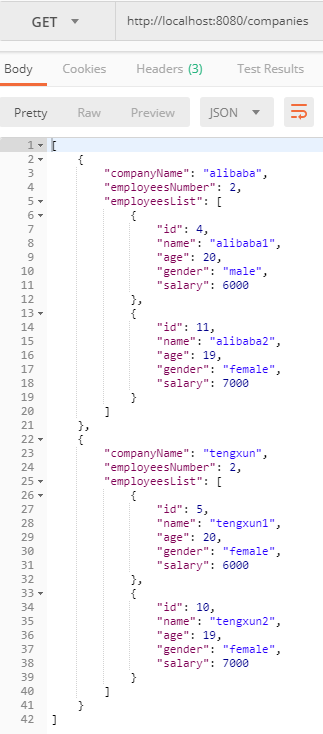 GET http://localhost:8080/companies
Body Cookies Headers (3) Test Results
Pretty Raw Preview JSON
1 [
2 {
3 "companyName": "alibaba",
4 "employeesNumber": 2,
5 "employeesList": [
6 {
7 "id": 4,
8 "name": "alibaba1",
9 "age": 20,
10 "gender": "male",
11 "salary": 6000
12 },
13 {
14 "id": 11,
15 "name": "alibaba2",
16 "age": 19,
17 "gender": "female",
18 "salary": 7000
19 }
20 ]
21 },
22 {
23 "companyName": "tengxun",
24 "employeesNumber": 2,
25 "employeesList": [
26 {
27 "id": 5,
28 "name": "tengxun1",
29 "age": 20,
30 "gender": "female",
31 "salary": 6000
32 },
33 {
34 "id": 10,
35 "name": "tengxun2",
36 "age": 19,
37 "gender": "female",
38 "salary": 7000
39 }
40 ]
41 }
42 ]